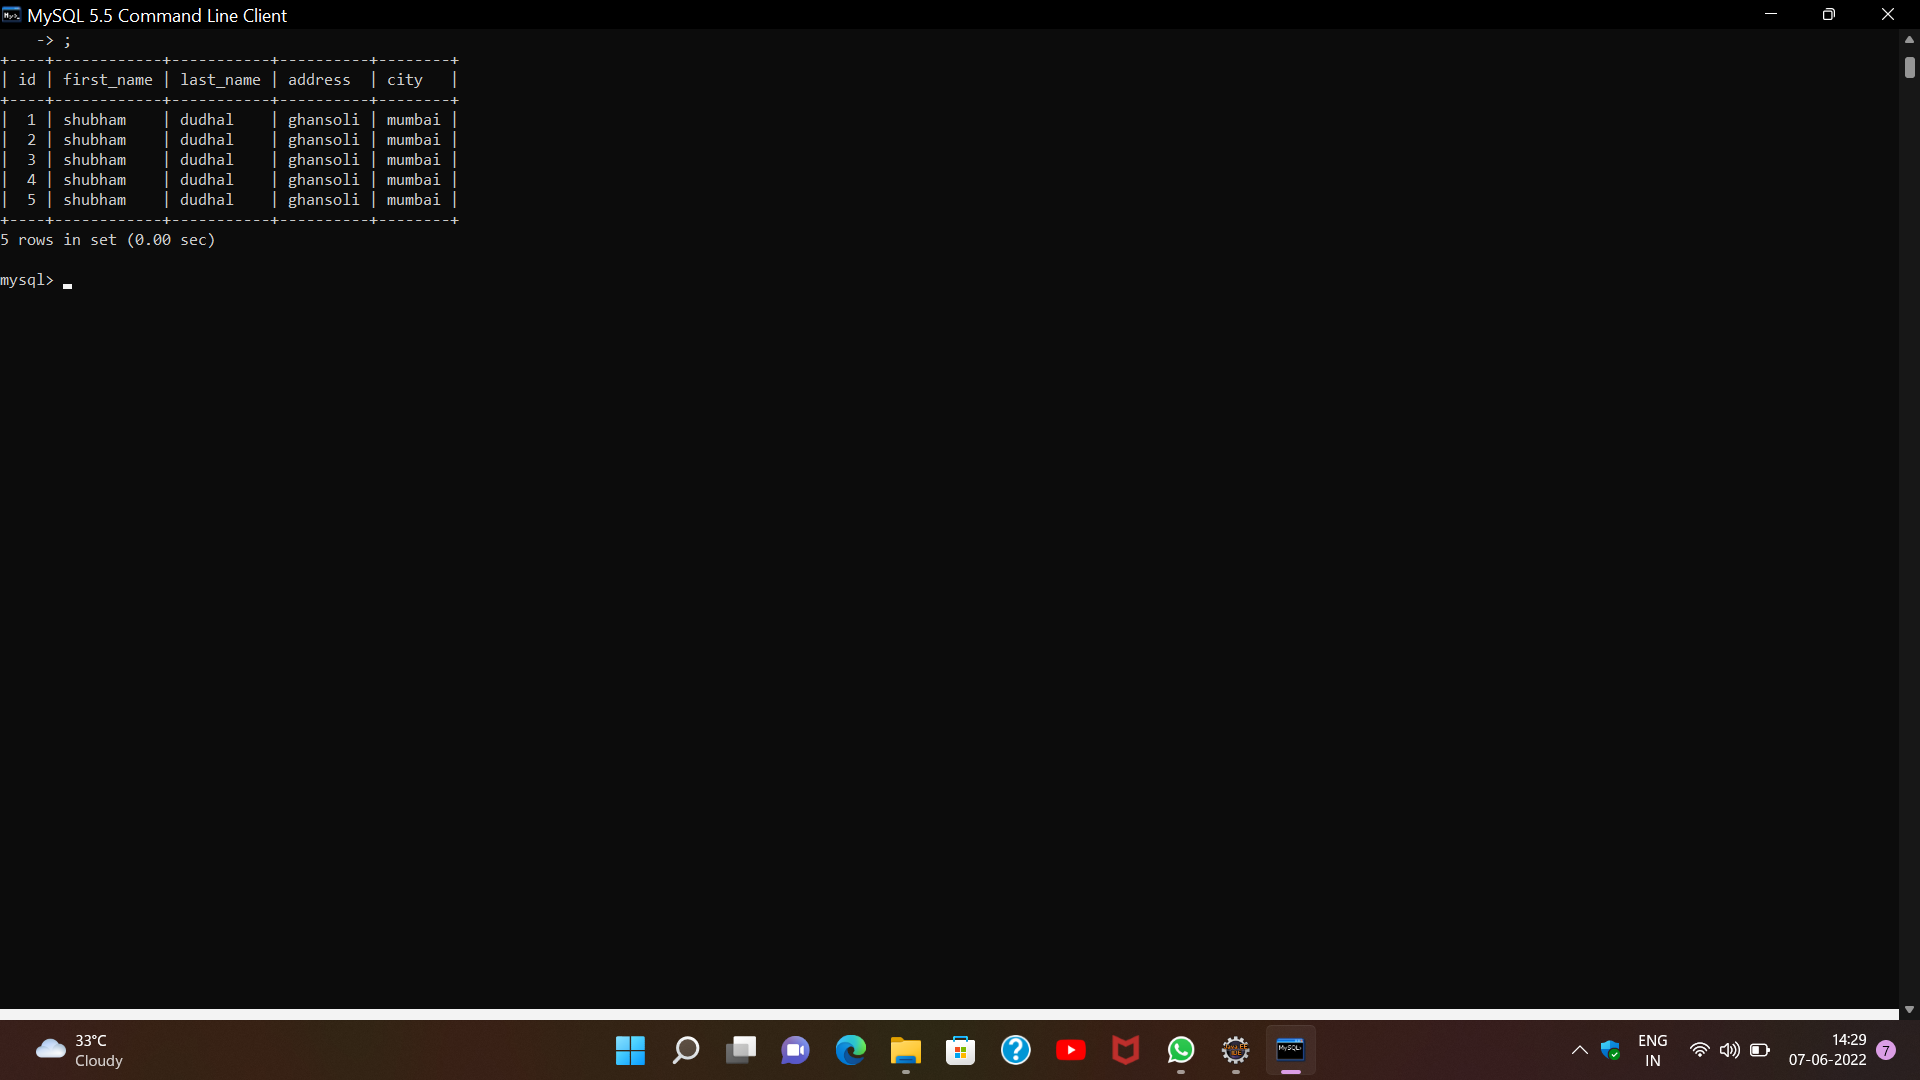 MySQL 5.5 Command Line Client
    -> ;
+----+------------+-----------+----------+--------+
| id | first_name | last_name | address  | city   |
+----+------------+-----------+----------+--------+
|  1 | shubham    | dudhal    | ghansoli | mumbai |
|  2 | shubham    | dudhal    | ghansoli | mumbai |
|  3 | shubham    | dudhal    | ghansoli | mumbai |
|  4 | shubham    | dudhal    | ghansoli | mumbai |
|  5 | shubham    | dudhal    | ghansoli | mumbai |
+----+------------+-----------+----------+--------+
5 rows in set (0.00 sec)
mysql>
33°C
Cloudy
ENG
IN
14:29
07-06-2022
7